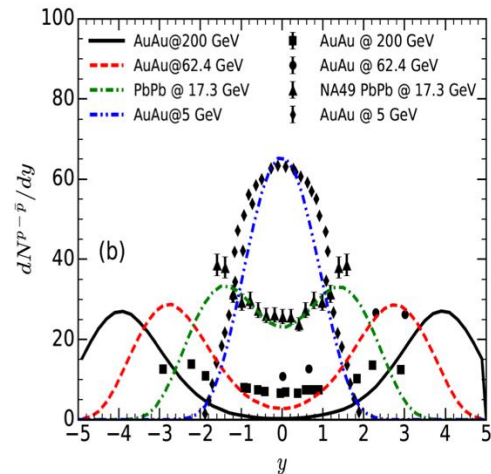 100
80
60
40
20
0
dN^{p-p̄}/dy
AuAu@200 GeV
AuAu@62.4 GeV
PbPb @ 17.3 GeV
AuAu@5 GeV
AuAu @ 200 GeV
AuAu @ 62.4 GeV
NA49 PbPb @ 17.3 GeV
AuAu @ 5 GeV
(b)
−5 −4 −3 −2 −1 0 1 2 3 4 5
y